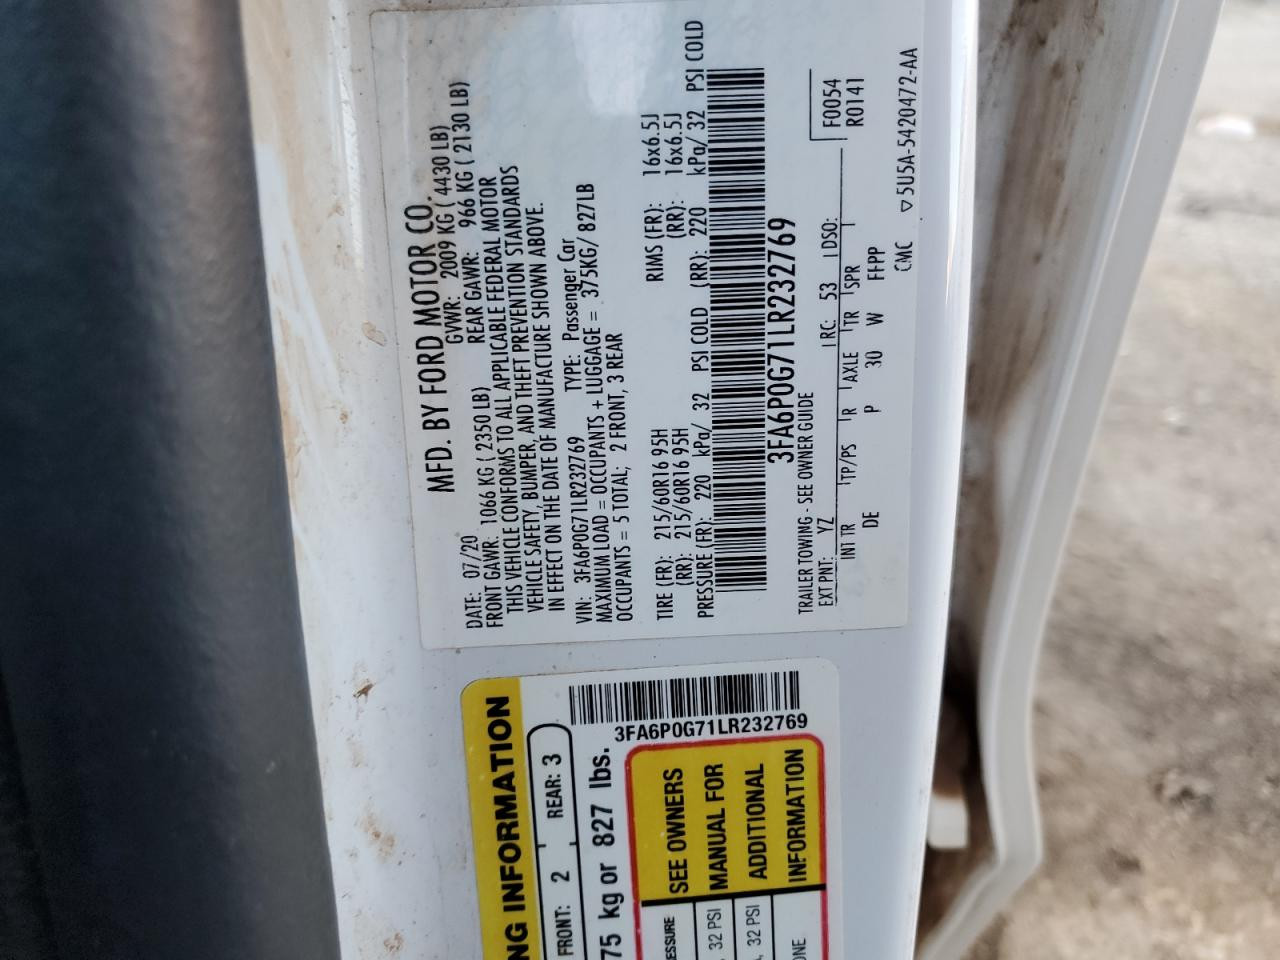 MFD. BY FORD MOTOR CO.
DATE: 07/20 GVWR: 2009 KG ( 4430 LB)
FRONT GAWR: 1066 KG ( 2350 LB) REAR GAWR: 966 KG ( 2130 LB)
THIS VEHICLE CONFORMS TO ALL APPLICABLE FEDERAL MOTOR
VEHICLE SAFETY, BUMPER, AND THEFT PREVENTION STANDARDS
IN EFFECT ON THE DATE OF MANUFACTURE SHOWN ABOVE.
VIN: 3FA6P0G71LR232769 TYPE: Passenger Car
MAXIMUM LOAD = OCCUPANTS + LUGGAGE = 375KG/ 827LB
OCCUPANTS = 5 TOTAL; 2 FRONT, 3 REAR
TIRE (FR): 215/60R16 95H RIMS (FR): 16x6.5J
(RR): 215/60R16 95H (RR): 16x6.5J
PRESSURE (FR): 220 kPa/ 32 PSI COLD (RR): 220 kPa/ 32 PSI COLD
3FA6P0G71LR232769
TRAILER TOWING - SEE OWNER GUIDE
EXT PNT: YZ RC: 53 DSO: F0054
R0141
INT TR TP/PS R AXLE TR SPR
DE P 30 W FFPP
CMC 5U5A-5420472-AA
NG INFORMATION
FRONT: 2 REAR: 3
3FA6P0G71LR232769
75 kg or 827 lbs.
SEE OWNERS
MANUAL FOR
ADDITIONAL
INFORMATION
ESSURE
, 32 PSI
, 32 PSI
ONE